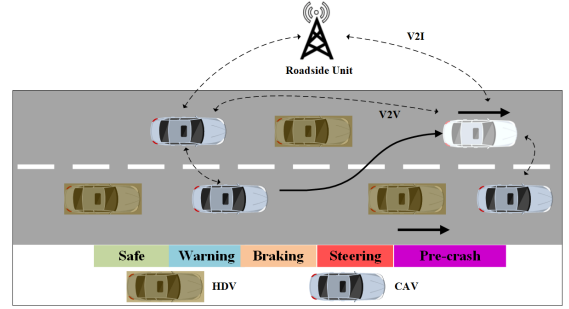 V2I
Roadside Unit
V2V
Safe Warning Braking Steering Pre-crash
HDV CAV